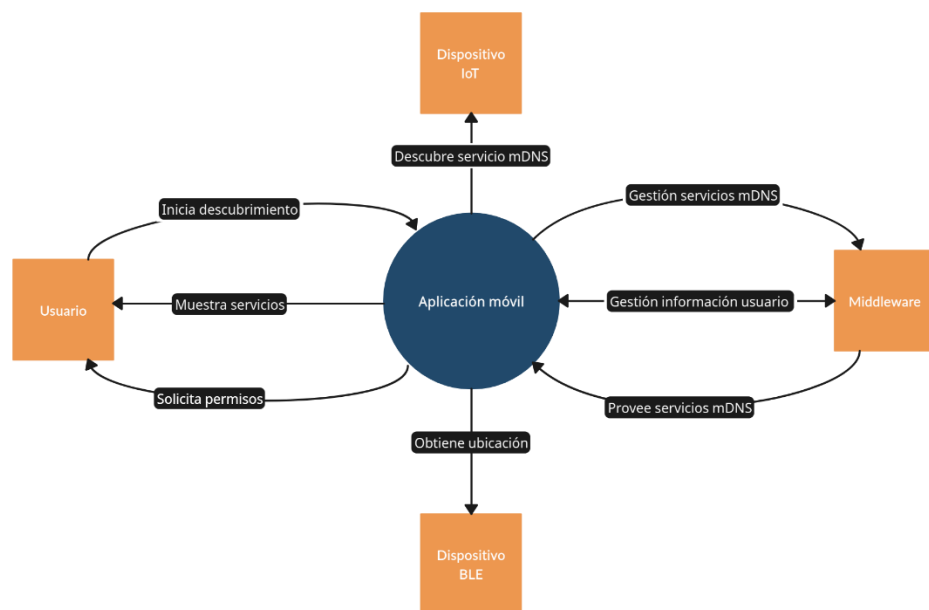 Dispositivo
IoT
Descubre servicio mDNS
Inicia descubrimiento
Gestión servicios mDNS
Usuario
Muestra servicios
Aplicación móvil
Gestión información usuario
Middleware
Solicita permisos
Provee servicios mDNS
Obtiene ubicación
Dispositivo
BLE